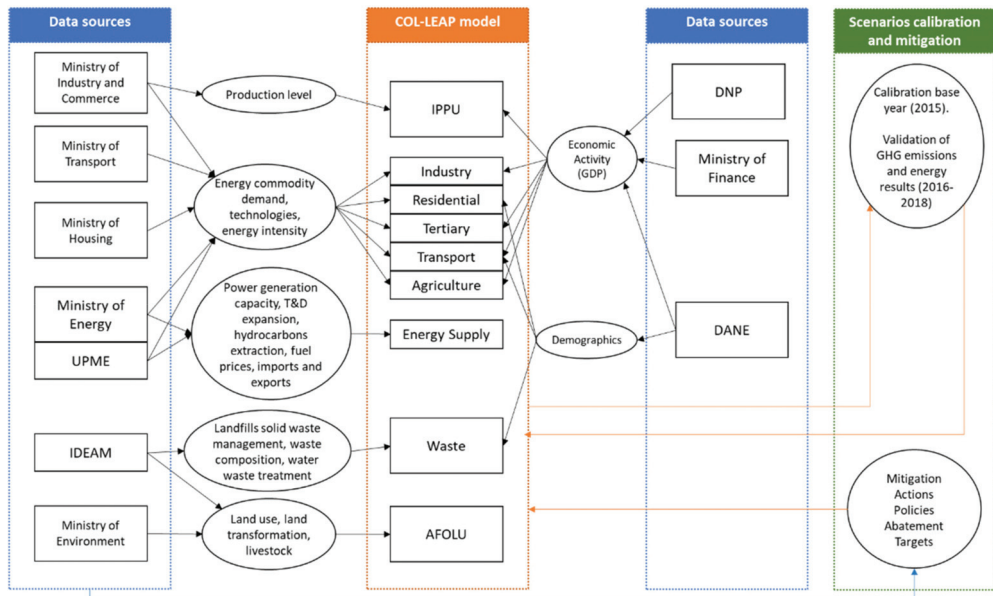 Data sources
Ministry of
Industry and
Commerce
Ministry of
Transport
Ministry of
Housing
Ministry of
Energy
UPME
IDEAM
Ministry of
Environment
Production level
Energy commodity
demand,
technologies,
energy intensity
Power generation
capacity, T&D
expansion,
hydrocarbons
extraction, fuel
prices, imports and
exports
Landfills solid waste
management, waste
composition, water
waste treatment
Land use, land
transformation,
livestock
COL-LEAP model
IPPU
Industry
Residential
Tertiary
Transport
Agriculture
Energy Supply
Waste
AFOLU
Economic
Activity
(GDP)
Demographics
Data sources
DNP
Ministry of
Finance
DANE
Scenarios calibration
and mitigation
Calibration base
year (2015).
Validation of
GHG emissions
and energy
results (2016-
2018)
Mitigation
Actions
Policies
Abatement
Targets